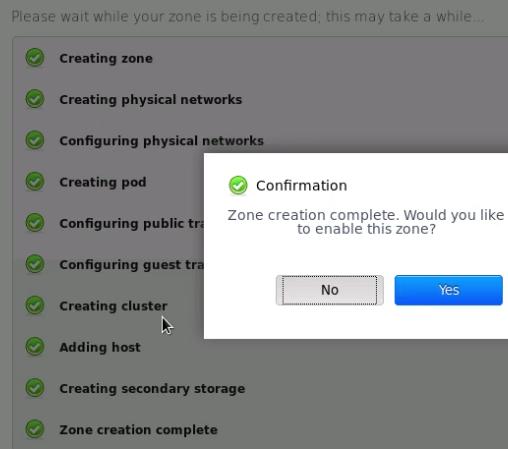 Please wait while your zone is being created; this may take a while...
Creating zone
Creating physical networks
Configuring physical networks
Creating pod
Configuring public tra
Configuring guest tra
Creating cluster
Adding host
Creating secondary storage
Zone creation complete
Confirmation
Zone creation complete. Would you like
to enable this zone?
No
Yes